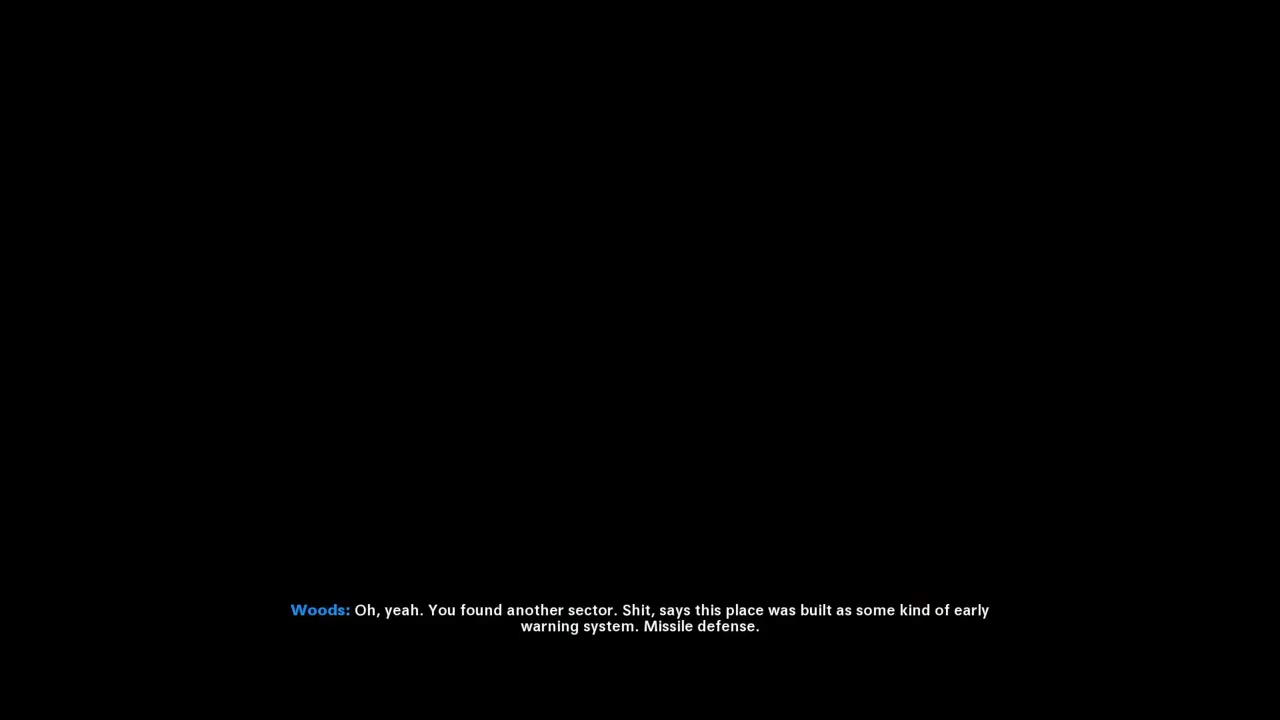 Woods: Oh, yeah. You found another sector. Shit, says this place was built as some kind of early
warning system. Missile defense.